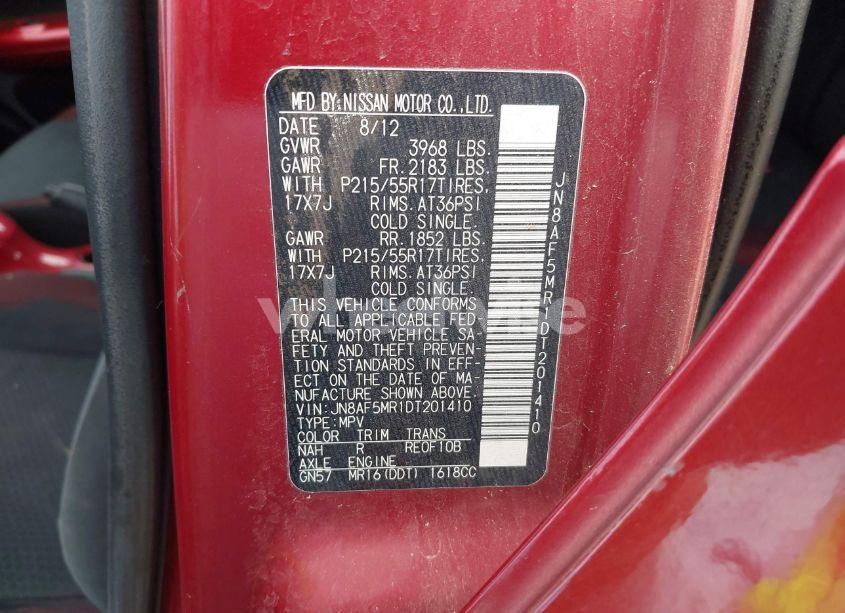 MFD BY:NISSAN MOTOR CO.,LTD.
DATE 8/12
GVWR 3968 LBS.
GAWR FR.2183 LBS.
WITH P215/55R17TIRES,
17X7J RIMS.AT36PSI
COLD SINGLE.
GAWR RR.1852 LBS.
WITH P215/55R17TIRES,
17X7J RIMS.AT36PSI
COLD SINGLE.
THIS VEHICLE CONFORMS
TO ALL APPLICABLE FED-
ERAL MOTOR VEHICLE SA-
FETY AND THEFT PREVEN-
TION STANDARDS IN EFF-
ECT ON THE DATE OF MA-
NUFACTURE SHOWN ABOVE.
VIN:JN8AF5MR1DT201410
TYPE:MPV
COLOR TRIM TRANS
NAH R RE0F10B
AXLE ENGINE
GN57 MR16(DDT) 1618CC
JN8AF5MR1DT201410